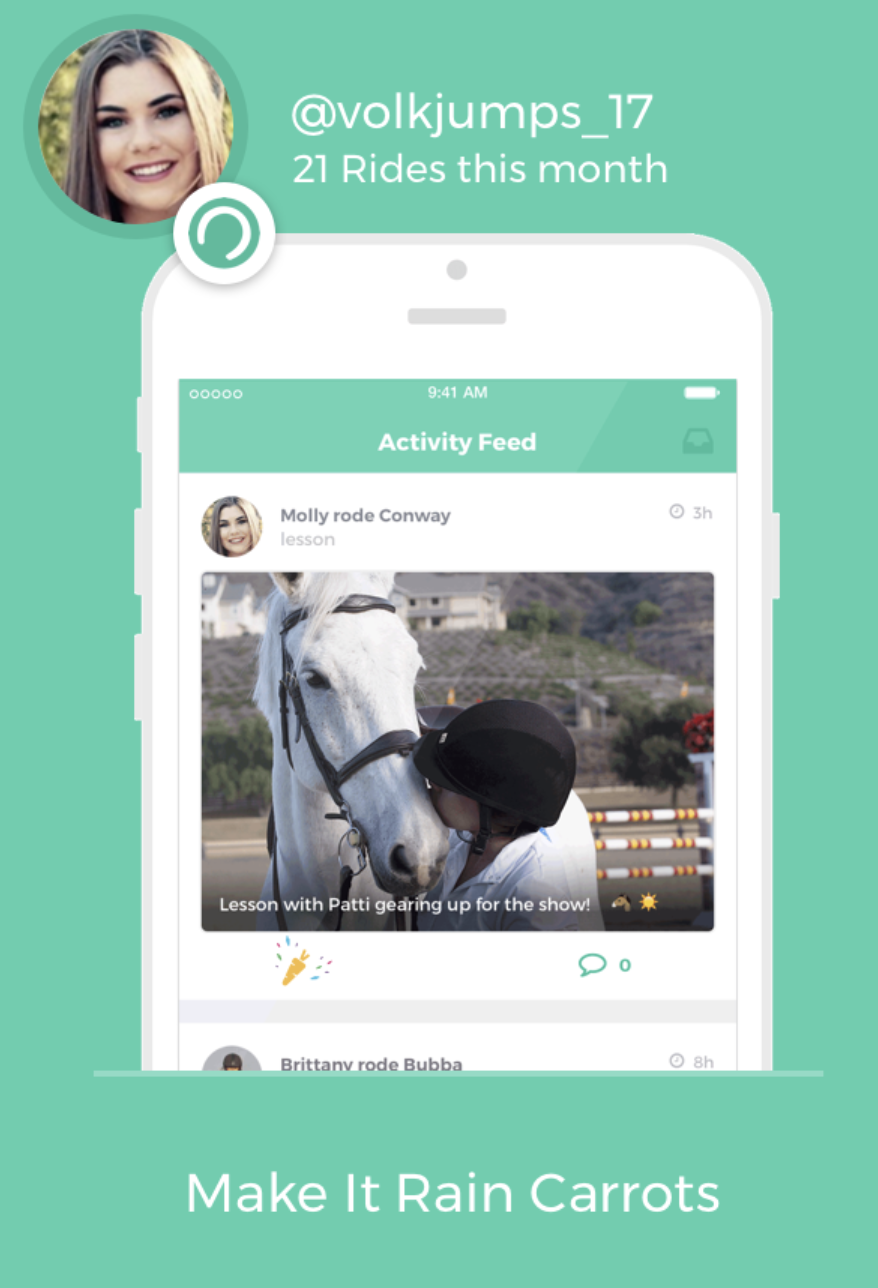 @volkjumps_17
21 Rides this month
9:41 AM
Activity Feed
Molly rode Conway
3h
lesson
Lesson with Patti gearing up for the show! 🐴 ☀️
0
Brittany rode Bubba
8h
Make It Rain Carrots